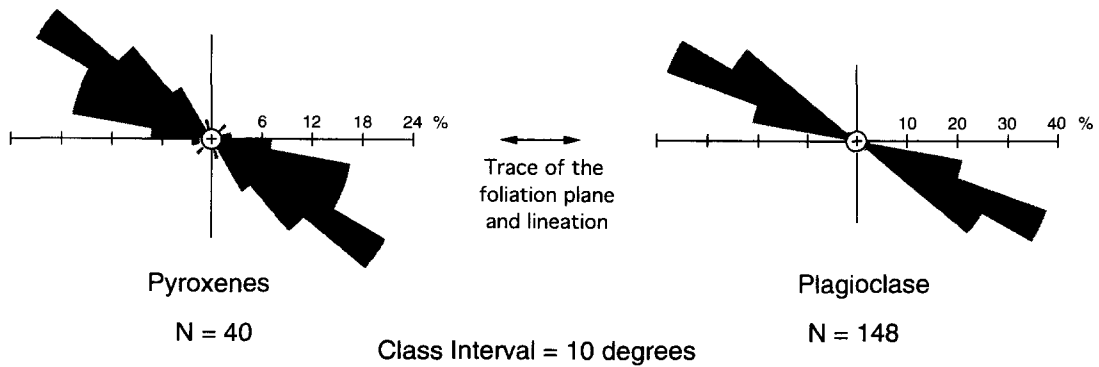 6 12 18 24 %
10 20 30 40 %
Trace of the
foliation plane
and lineation
Pyroxenes
Plagioclase
N = 40
N = 148
Class Interval = 10 degrees